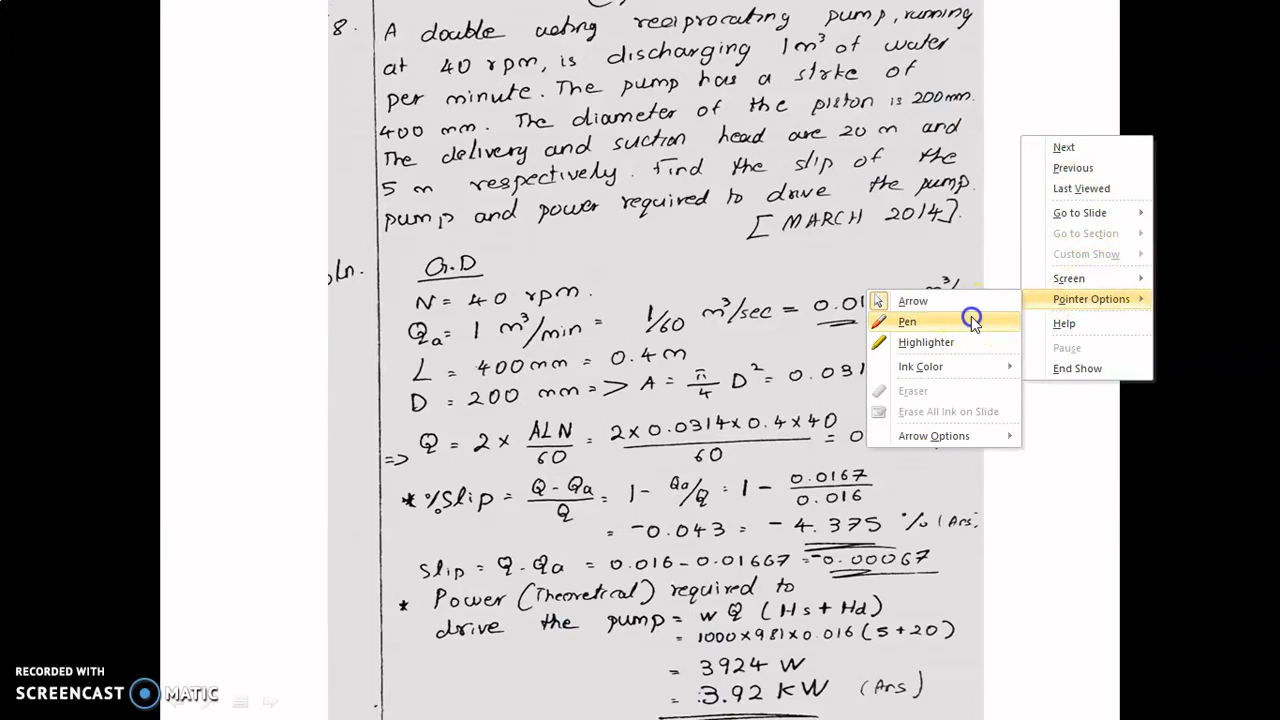 8. A double acting reciprocating pump, running
at 40 rpm, is discharging 1m³ of water
per minute. The pump has a stroke of
400 mm. The diameter of the piston is 200mm.
The delivery and suction head are 20 m and
5 m respectively. Find the slip of the
pump and power required to drive the pump.
[MARCH 2014].
oln. G.D
N = 40 rpm.
Qa = 1 m³/min = 1/60 m³/sec = 0.01 m³/
L = 400mm = 0.4 m
D = 200 mm => A = π/4 D² = 0.031
=> Q = 2 × ALN/60 = 2×0.0314×0.4×40/60 = 0
* %Slip = Q-Qa/Q = 1 - Qa/Q = 1 - 0.0167/0.016
= -0.043 = -4.375 % (Ans)
Slip = Q-Qa = 0.016-0.01667 = -0.00067
* Power (Theoretical) required to
drive the pump = wQ (Hs+Hd)
= 1000×9.81×0.016 (5+20)
= 3924 W
= 3.92 KW (Ans)
Next
Previous
Last Viewed
Go to Slide
Go to Section
Custom Show
Screen
Pointer Options
Help
Pause
End Show
Arrow
Pen
Highlighter
Ink Color
Eraser
Erase All Ink on Slide
Arrow Options
RECORDED WITH
SCREENCAST MATIC